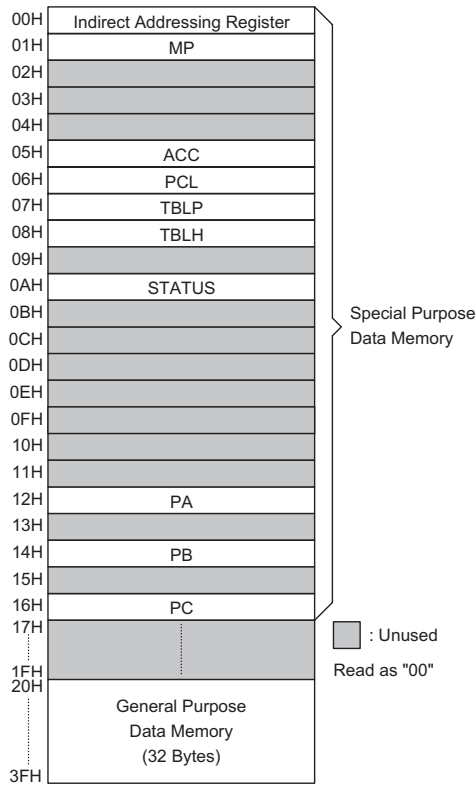 00H Indirect Addressing Register
01H MP
02H
03H
04H
05H ACC
06H PCL
07H TBLP
08H TBLH
09H
0AH STATUS
0BH
0CH
0DH
0EH
0FH
10H
11H
12H PA
13H
14H PB
15H
16H PC
17H
1FH
20H
General Purpose
Data Memory
(32 Bytes)
3FH
Special Purpose
Data Memory
: Unused
Read as "00"